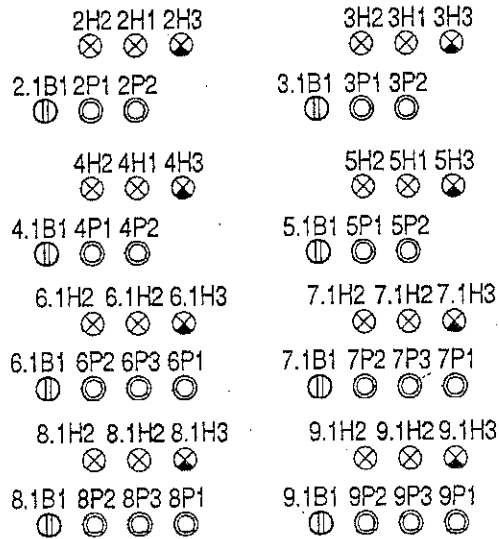 2H2 2H1 2H3
2.1B1 2P1 2P2
3H2 3H1 3H3
3.1B1 3P1 3P2
4H2 4H1 4H3
4.1B1 4P1 4P2
5H2 5H1 5H3
5.1B1 5P1 5P2
6.1H2 6.1H2 6.1H3
6.1B1 6P2 6P3 6P1
7.1H2 7.1H2 7.1H3
7.1B1 7P2 7P3 7P1
8.1H2 8.1H2 8.1H3
8.1B1 8P2 8P3 8P1
9.1H2 9.1H2 9.1H3
9.1B1 9P2 9P3 9P1